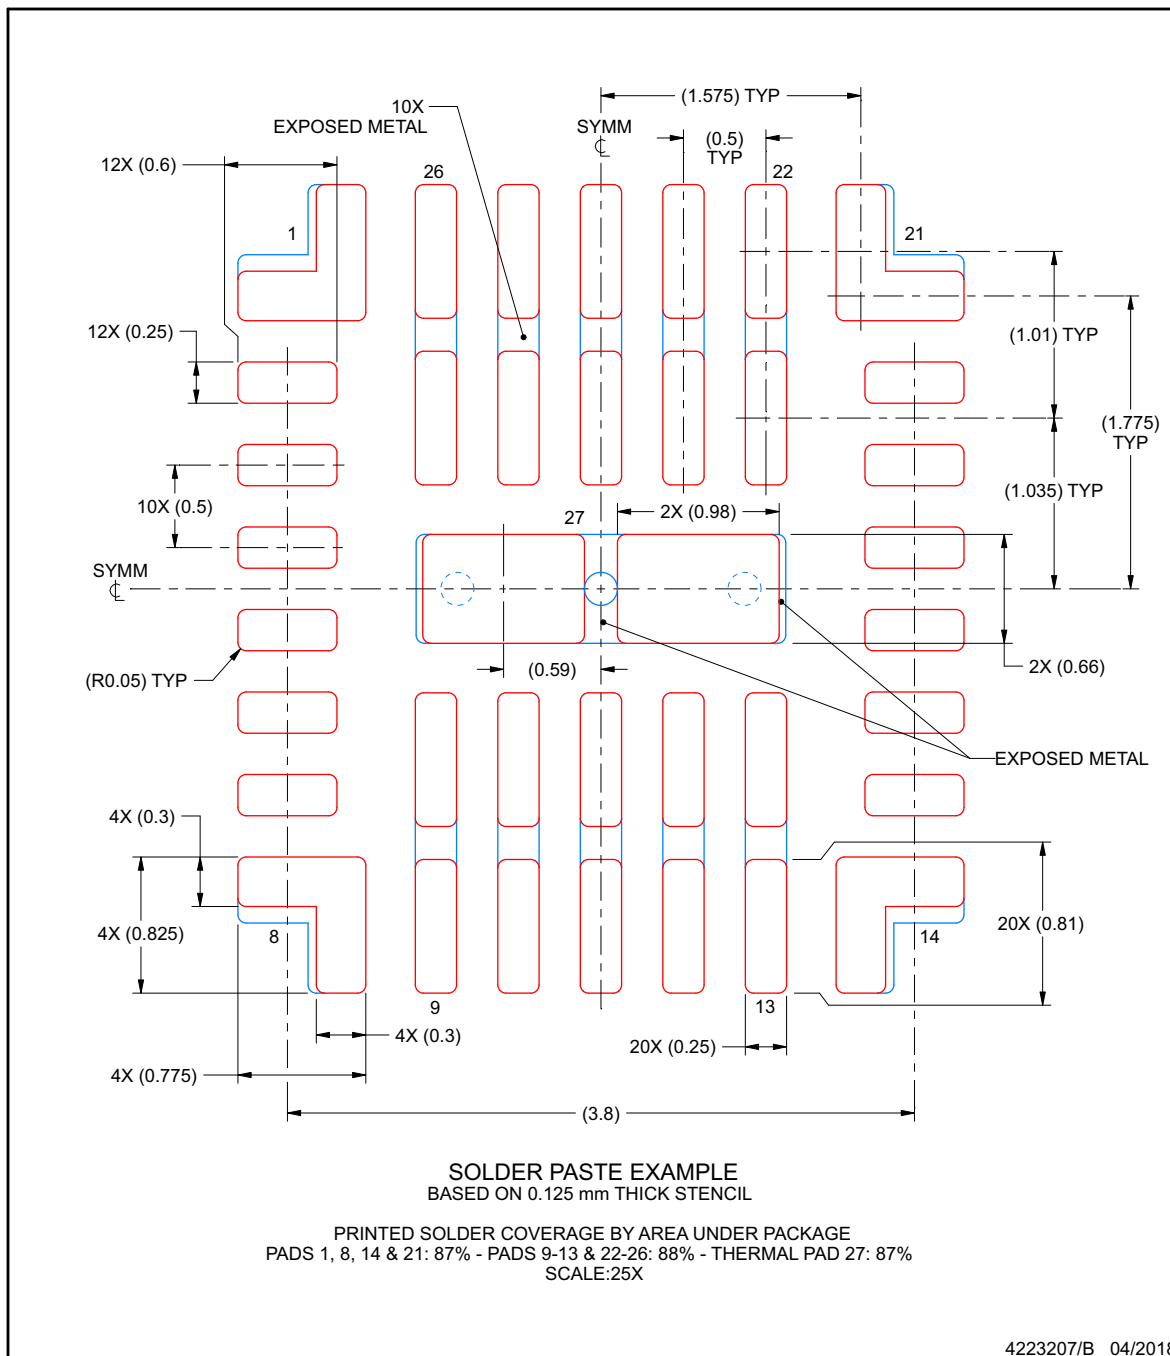 (1.575) TYP
10X
EXPOSED METAL
SYMM
℄
(0.5)
TYP
12X (0.6)
26
22
1
21
12X (0.25)
(1.01) TYP
(1.775)
TYP
10X (0.5)
(1.035) TYP
27
2X (0.98)
SYMM
℄
(R0.05) TYP
(0.59)
2X (0.66)
EXPOSED METAL
4X (0.3)
4X (0.825)
8
14
20X (0.81)
9
13
4X (0.3)
20X (0.25)
4X (0.775)
(3.8)
SOLDER PASTE EXAMPLE
BASED ON 0.125 mm THICK STENCIL
PRINTED SOLDER COVERAGE BY AREA UNDER PACKAGE
PADS 1, 8, 14 & 21: 87% - PADS 9-13 & 22-26: 88% - THERMAL PAD 27: 87%
SCALE:25X
4223207/B 04/2018